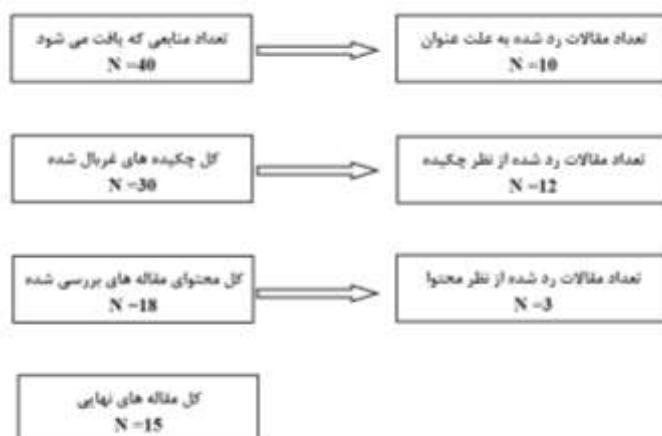 تعداد منابعی که یافت می شود
N =40
تعداد مقالات رد شده به علت عنوان
N =10
کل چکیده های غربال شده
N =30
تعداد مقالات رد شده از نظر چکیده
N =12
کل محتوای مقاله های بررسی شده
N =18
تعداد مقالات رد شده از نظر محتوا
N =3
کل مقاله های نهایی
N =15